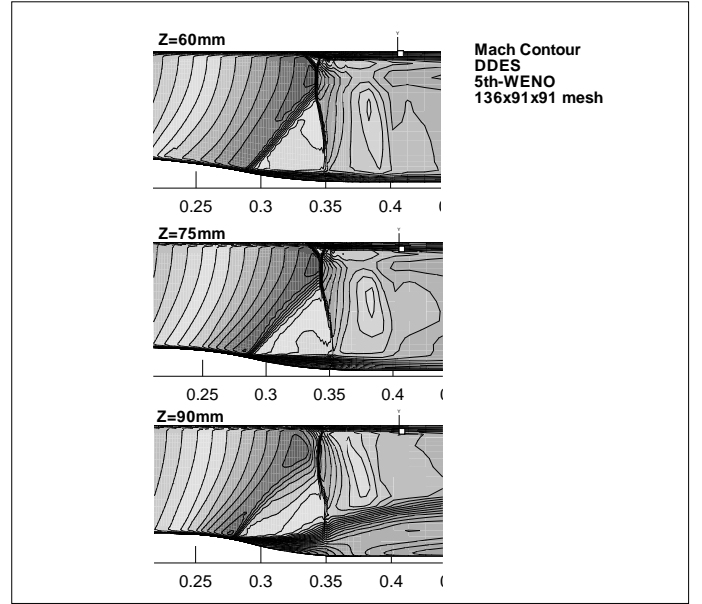 Z=60mm
Y
Mach Contour
DDES
5th-WENO
136x91x91 mesh
0.25 0.3 0.35 0.4
Z=75mm
Y
0.25 0.3 0.35 0.4
Z=90mm
Y
0.25 0.3 0.35 0.4